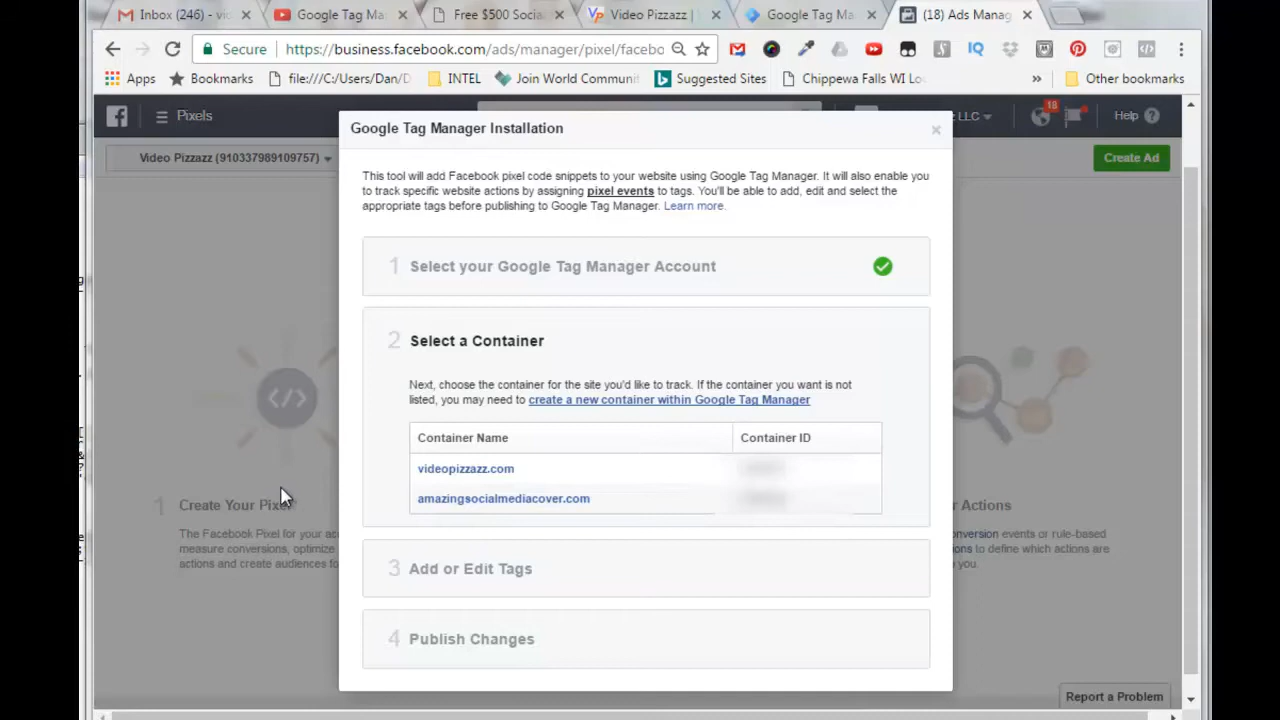 Inbox (246) - vi
Google Tag Ma
Free $500 Socia
Video Pizzazz |
Google Tag Ma
(18) Ads Manag
Secure
https://business.facebook.com/ads/manager/pixel/facebo
Apps
Bookmarks
file:///C:/Users/Dan/D
INTEL
Join World Communi
Suggested Sites
Chippewa Falls WI Lo
»
Other bookmarks
Pixels
LLC
18
Help
Video Pizzazz (910337989109757)
Create Ad
Google Tag Manager Installation
This tool will add Facebook pixel code snippets to your website using Google Tag Manager. It will also enable you
to track specific website actions by assigning pixel events to tags. You'll be able to add, edit and select the
appropriate tags before publishing to Google Tag Manager. Learn more.
1 Select your Google Tag Manager Account
2 Select a Container
Next, choose the container for the site you'd like to track. If the container you want is not
listed, you may need to create a new container within Google Tag Manager
Container Name Container ID
videopizzazz.com
amazingsocialmediacover.com
3 Add or Edit Tags
4 Publish Changes
1 Create Your Pixel
The Facebook Pixel for your ac
measure conversions, optimize
actions and create audiences fo
r Actions
onversion events or rule-based
ons to define which actions are
you.
Report a Problem